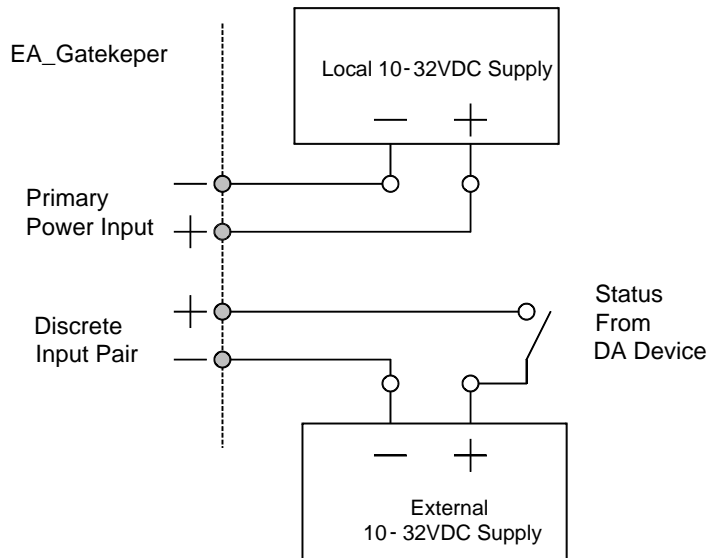 EA_Gatekeper
Local 10-32VDC Supply
− +
−
Primary
Power Input
+
+
Discrete
Input Pair
−
Status
From
DA Device
− +
External
10- 32VDC Supply